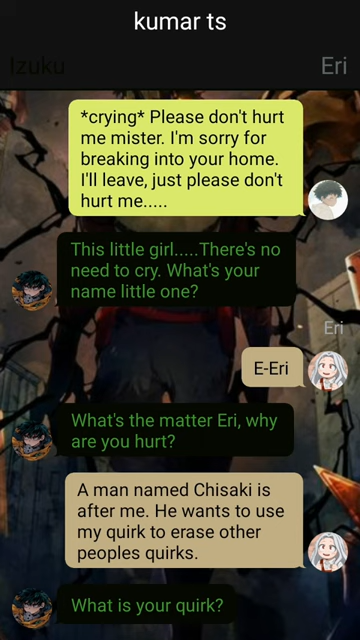 kumar ts
Izuku
Eri
*crying* Please don't hurt
me mister. I'm sorry for
breaking into your home.
I'll leave, just please don't
hurt me.....
This little girl.....There's no
need to cry. What's your
name little one?
Eri
E-Eri
What's the matter Eri, why
are you hurt?
A man named Chisaki is
after me. He wants to use
my quirk to erase other
peoples quirks.
What is your quirk?